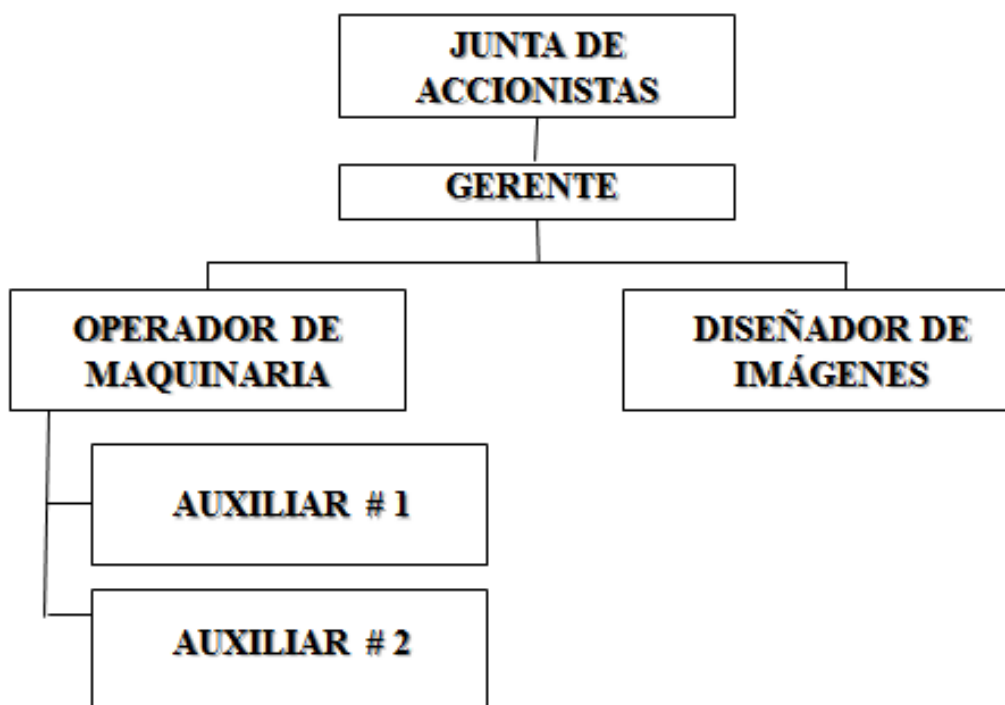 JUNTA DE
ACCIONISTAS
GERENTE
OPERADOR DE
MAQUINARIA
DISEÑADOR DE
IMÁGENES
AUXILIAR # 1
AUXILIAR # 2